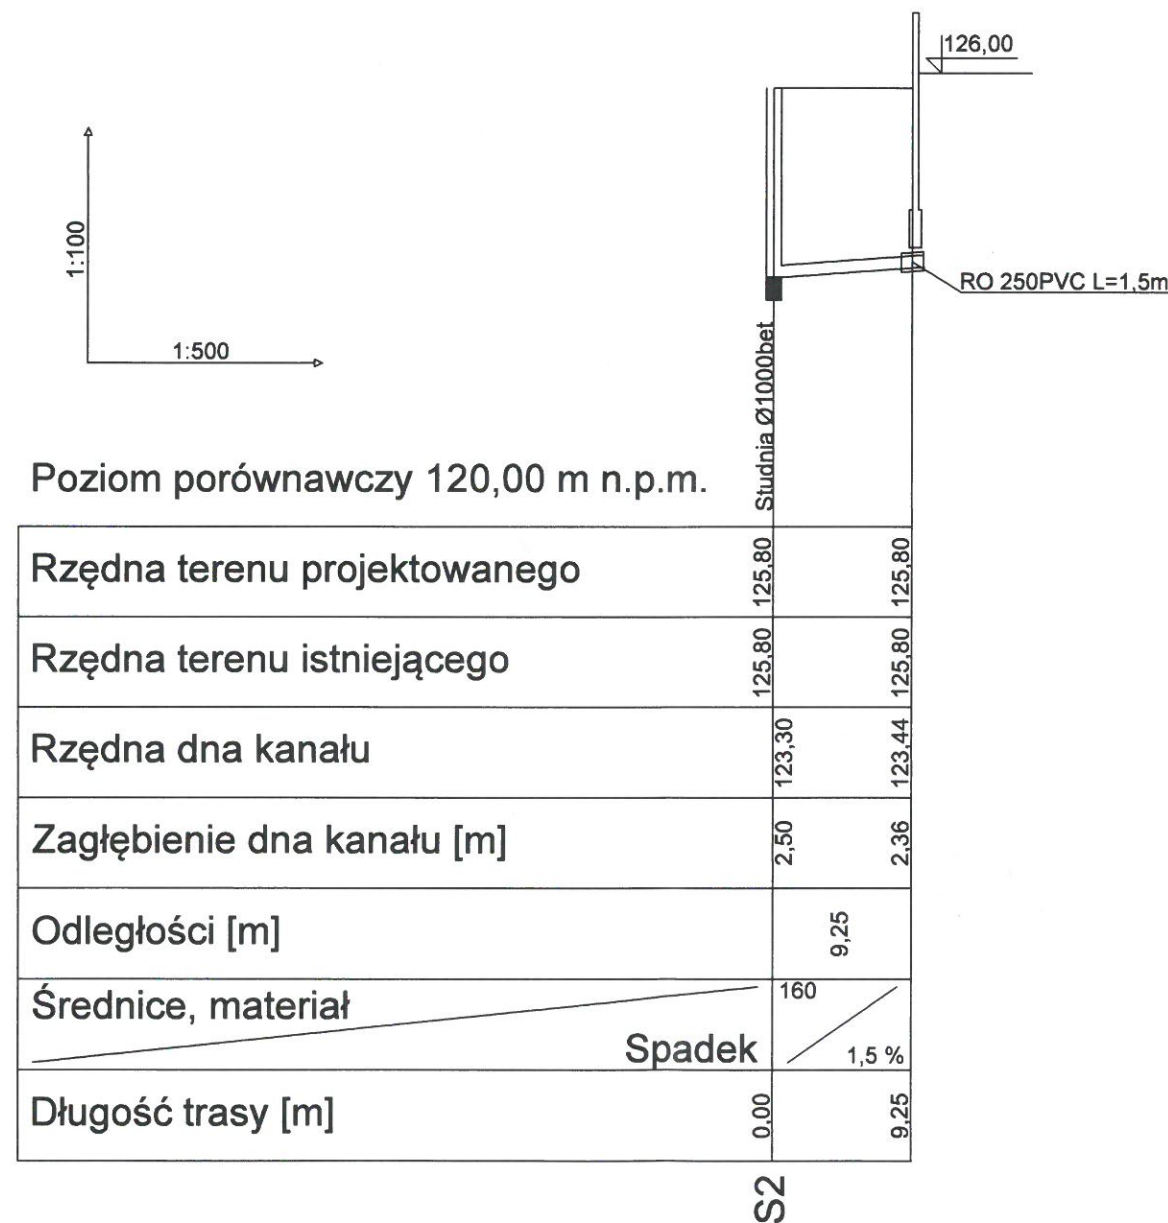 126,00
1:100
RO 250PVC L=1,5m
1:500
Studnia Ø1000bet
Poziom porównawczy 120,00 m n.p.m.
Rzędna terenu projektowanego
125,80
125,80
Rzędna terenu istniejącego
125,80
125,80
Rzędna dna kanału
123,30
123,44
Zagłębienie dna kanału [m]
2,50
2,36
Odległości [m]
9,25
Średnice, materiał
160
Spadek
1,5 %
Długość trasy [m]
0,00
9,25
S2